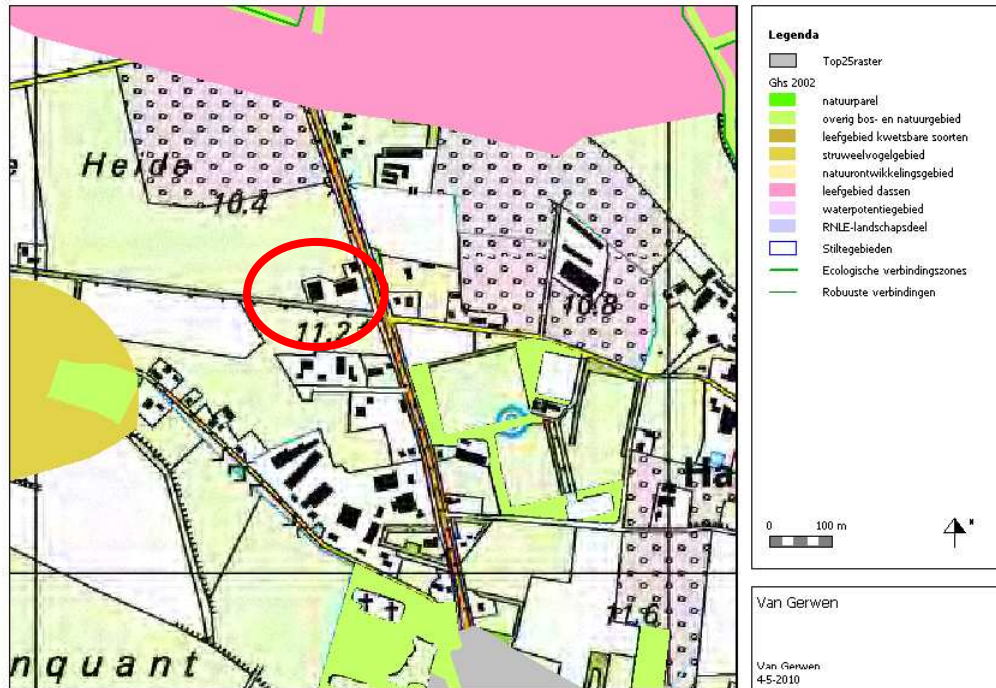 Heide
10.4
10.8
11.2
Ha
11.6
nquant
Legenda
Top25raster
Ghs 2002
natuurparel
overig bos- en natuurgebied
leefgebied kwetsbare soorten
struweelvogelgebied
natuurontwikkelingsgebied
leefgebied dassen
waterpotentiegebied
RNLE-landschapsdeel
Stiltegebieden
Ecologische verbindingszones
Robuuste verbindingen
0 100 m
Van Gerwen
Van Gerwen
4-5-2010